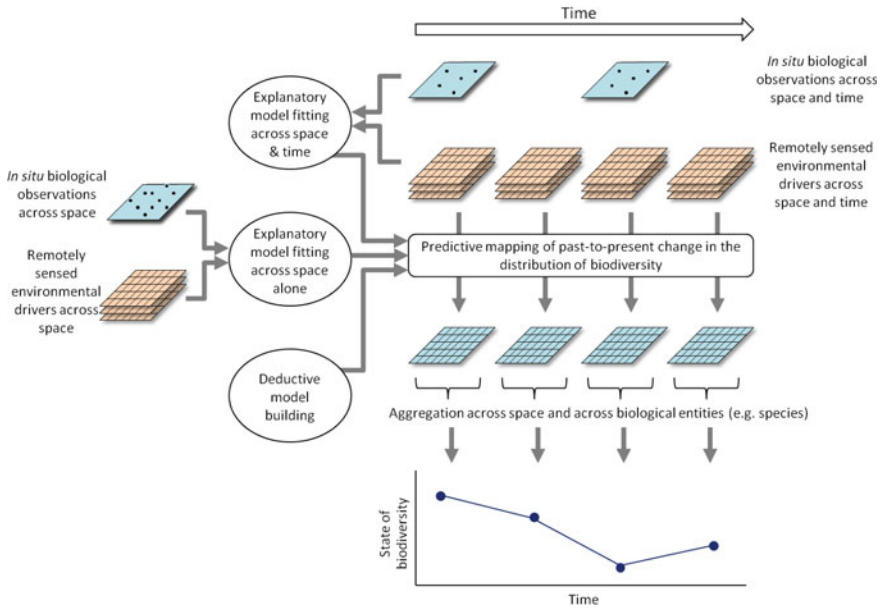 Time
In situ biological
observations across
space and time
Explanatory
model fitting
across space
& time
Remotely sensed
environmental
drivers across
space and time
In situ biological
observations
across space
Remotely
sensed
environmental
drivers across
space
Explanatory
model fitting
across space
alone
Predictive mapping of past-to-present change in the
distribution of biodiversity
Deductive
model
building
Aggregation across space and across biological entities (e.g. species)
State of
biodiversity
Time